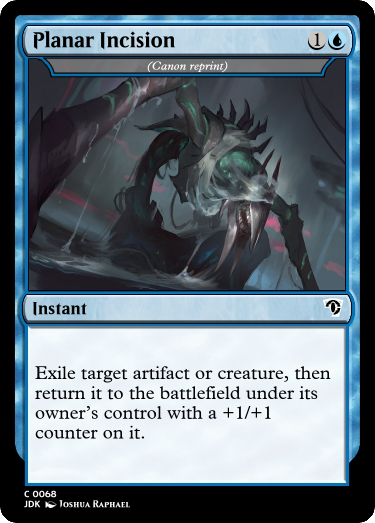 Planar Incision 1
(Canon reprint)
Instant
Exile target artifact or creature, then
return it to the battlefield under its
owner's control with a +1/+1
counter on it.
C 0068
JDK Joshua Raphael